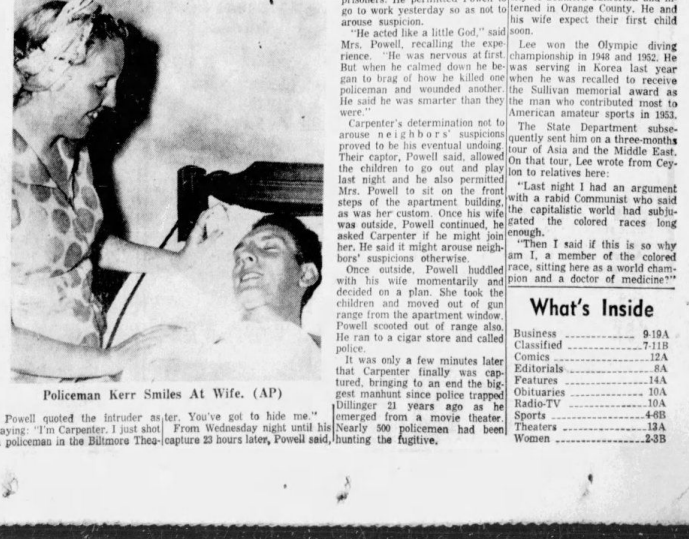 Policeman Kerr Smiles At Wife. (AP)
Powell quoted the intruder as
aying: "I'm Carpenter. I just shot
policeman in the Biltmore Thea-
ter. You've got to hide me."
From Wednesday night until his
capture 23 hours later, Powell said,
go to work yesterday so as not to
arouse suspicion.
"He acted like a little God," said
Mrs. Powell, recalling the expe-
rience. "He was nervous at first.
But when he calmed down he be-
gan to brag of how he killed one
policeman and wounded another.
He said he was smarter than they
were."
Carpenter's determination not to
arouse neighbors' suspicions
proved to be his eventual undoing.
Their captor, Powell said, allowed
the children to go out and play
last night and he also permitted
Mrs. Powell to sit on the front
steps of the apartment building,
as was her custom. Once his wife
was outside, Powell continued, he
asked Carpenter if he might join
her. He said it might arouse neigh-
bors' suspicions otherwise.
Once outside, Powell huddled
with his wife momentarily and
decided on a plan. She took the
children and moved out of gun
range from the apartment window.
Powell scooted out of range also.
He ran to a cigar store and called
police.
It was only a few minutes later
that Carpenter finally was cap-
tured, bringing to an end the big-
gest manhunt since police trapped
Dillinger 21 years ago as he
emerged from a movie theater.
Nearly 500 policemen had been
hunting the fugitive.
terned in Orange County. He and
his wife expect their first child
soon.
Lee won the Olympic diving
championship in 1948 and 1952. He
was serving in Korea last year
when he was recalled to receive
the Sullivan memorial award as
the man who contributed most to
American amateur sports in 1953.
The State Department subse-
quently sent him on a three-months
tour of Asia and the Middle East.
On that tour, Lee wrote from Cey-
lon to relatives here:
"Last night I had an argument
with a rabid Communist who said
the capitalistic world had subju-
gated the colored races long
enough.
"Then I said if this is so why
am I, a member of the colored
race, sitting here as a world cham-
pion and a doctor of medicine?"
What's Inside
Business 9-19A
Classified 7-11B
Comics 12A
Editorials 8A
Features 14A
Obituaries 10A
Radio-TV 10A
Sports 4-6B
Theaters 13A
Women 2-3B